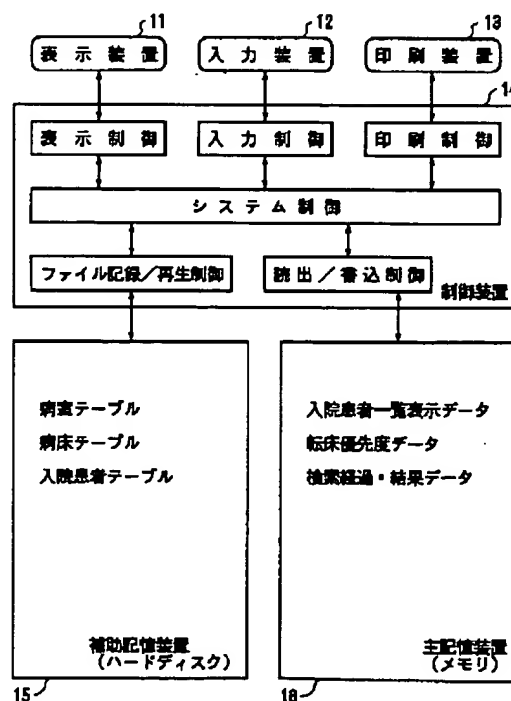 11
12
13
表示装置
入力装置
印刷装置
14
表示制御
入力制御
印刷制御
システム制御
ファイル記録／再生制御
読出／書込制御
制御装置
病室テーブル
病床テーブル
入院患者テーブル
補助記憶装置
（ハードディスク）
15
入院患者一覧表示データ
転床優先度データ
検索経過・結果データ
主記憶装置
（メモリ）
16